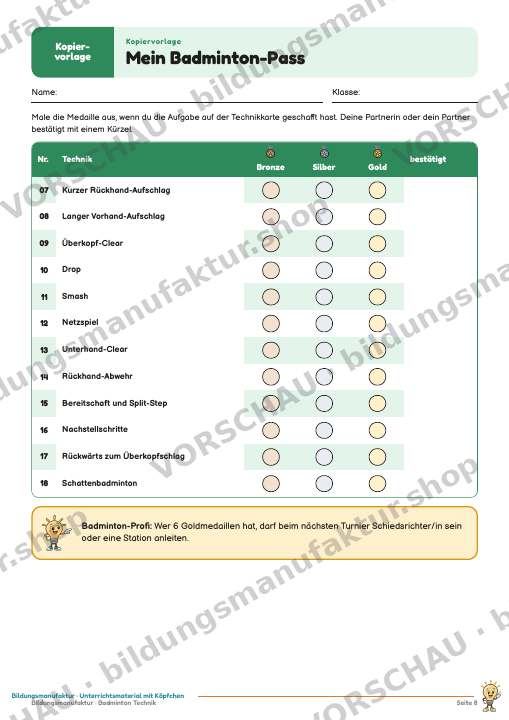 Kopier-
vorlage
Kopiervorlage
Mein Badminton-Pass
Name:
Klasse:
Male die Medaille aus, wenn du die Aufgabe auf der Technikkarte geschafft hast. Deine Partnerin oder dein Partner
bestätigt mit einem Kürzel.
Nr. Technik Bronze Silber Gold bestätigt
07 Kurzer Rückhand-Aufschlag
08 Langer Vorhand-Aufschlag
09 Überkopf-Clear
10 Drop
11 Smash
12 Netzspiel
13 Unterhand-Clear
14 Rückhand-Abwehr
15 Bereitschaft und Split-Step
16 Nachstellschritte
17 Rückwärts zum Überkopfschlag
18 Schattenbadminton
Badminton-Profi: Wer 6 Goldmedaillen hat, darf beim nächsten Turnier Schiedsrichter/in sein
oder eine Station anleiten.
Bildungsmanufaktur · Unterrichtsmaterial mit Köpfchen
Bildungsmanufaktur · Badminton Technik
Seite 8
VORSCHAU · bildungsmanufaktur.shop